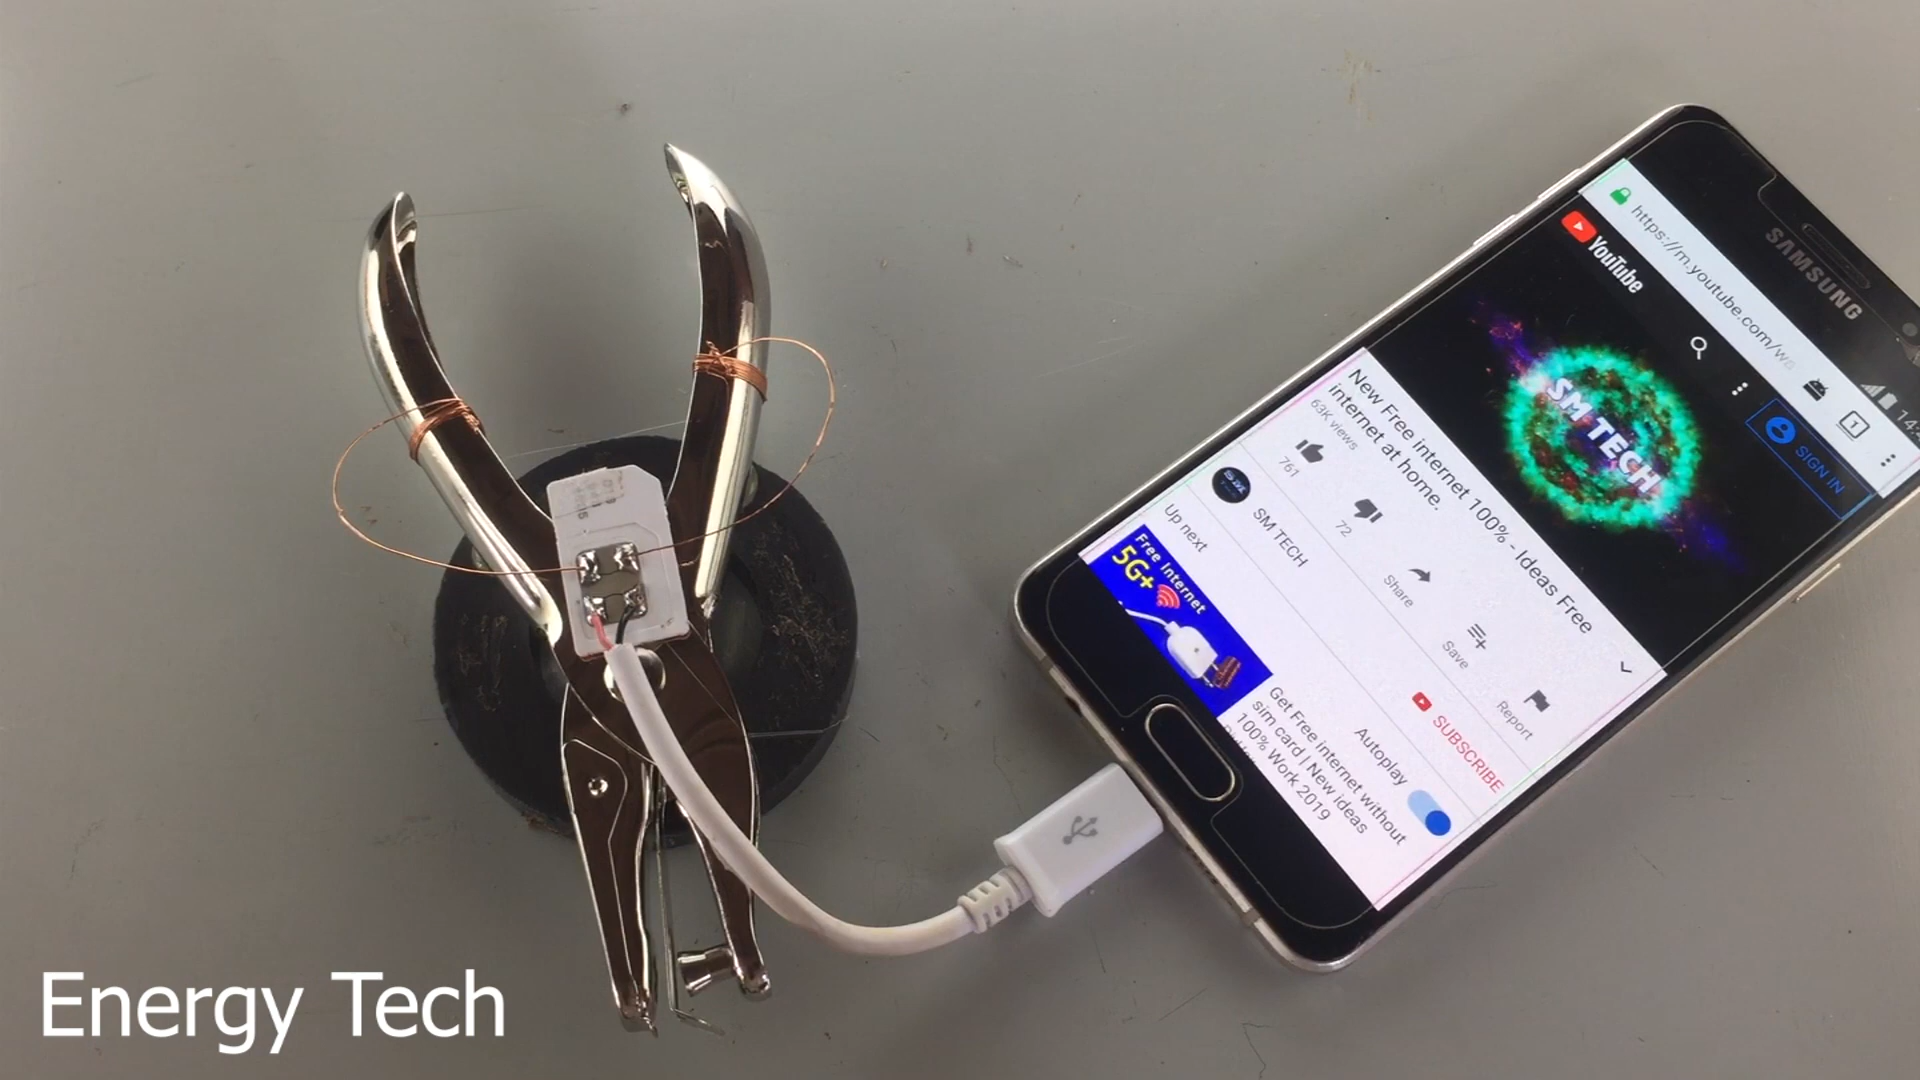 SAMSUNG
https://m.youtube.com/wa
14:
YouTube
SIGN IN
SM TECH
New Free internet 100% - Ideas Free
internet at home.
63K views
761
72
Share
Save
Report
SM
SM TECH
SUBSCRIBE
Up next
Autoplay
Free Internet
5G+
Get Free internet without
sim card | New ideas
100% Work 2019
Energy Tech